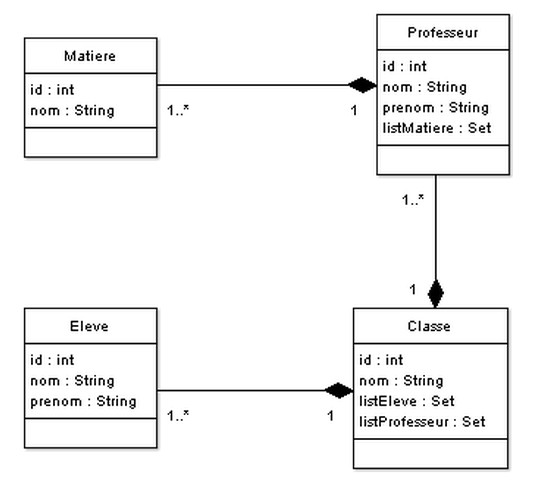 Matiere
id : int
nom : String
1..*
1
Professeur
id : int
nom : String
prenom : String
listMatiere : Set
1..*
1
Eleve
id : int
nom : String
prenom : String
1..*
1
Classe
id : int
nom : String
listEleve : Set
listProfesseur : Set